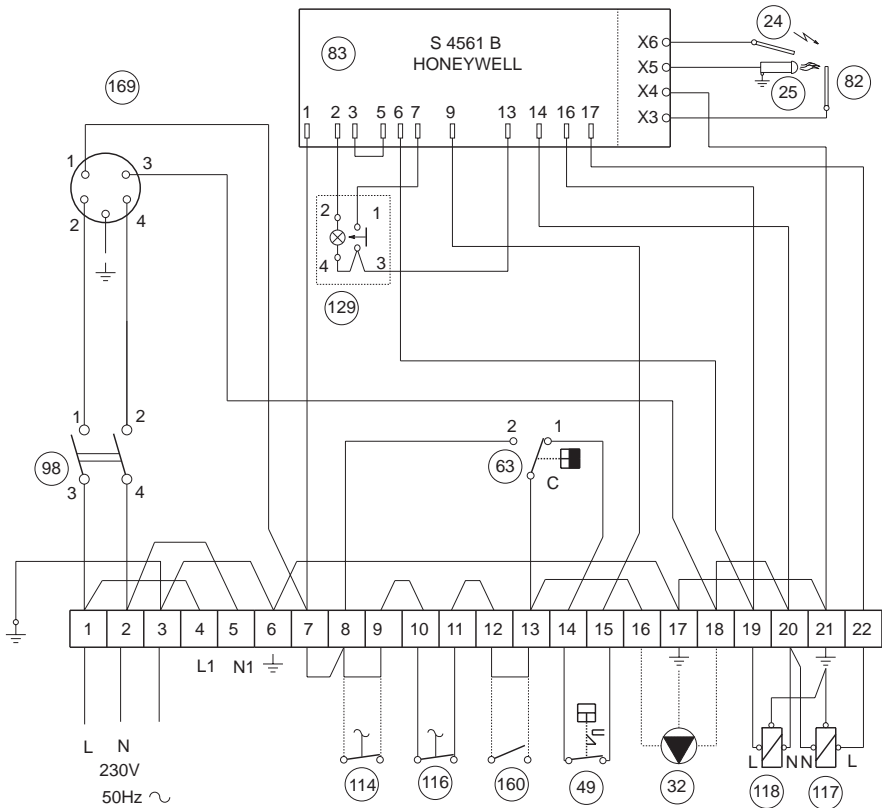 S 4561 B
HONEYWELL
83
X6
X5
X4
X3
24
25
82
169
1 2 3 5 6 7 9 13 14 16 17
1 3
2 4
2 1
4 3
129
1 2
98
3 4
2 1
63
C
1 2 3 4 5 6 7 8 9 10 11 12 13 14 15 16 17 18 19 20 21 22
L1 N1
L N
230V
50Hz
114
116
160
49
32
L N N L
118
117